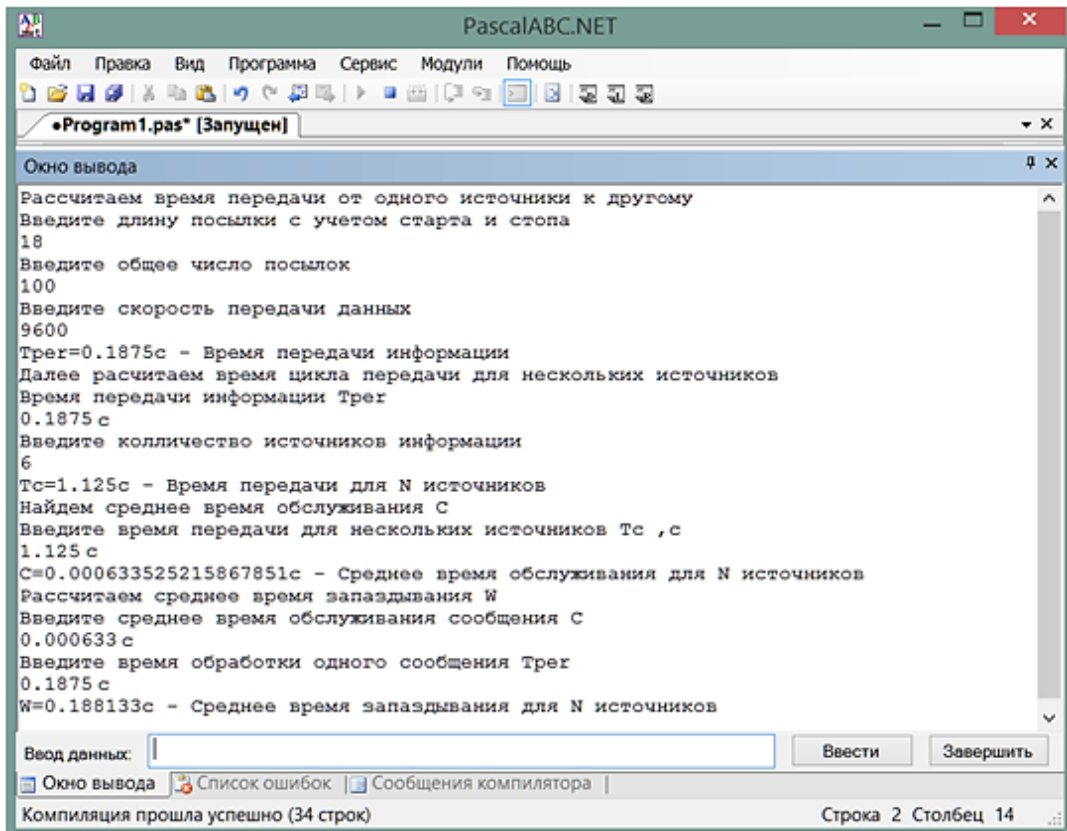 PascalABC.NET
Файл Правка Вид Программа Сервис Модули Помощь
•Program1.pas* [Запущен]
Окно вывода
Рассчитаем время передачи от одного источники к другому
Введите длину посылки с учетом старта и стопа
18
Введите общее число посылок
100
Введите скорость передачи данных
9600
Tper=0.1875с - Время передачи информации
Далее расчитаем время цикла передачи для нескольких источников
Время передачи информации Tper
0.1875 с
Введите колличество источников информации
6
Tc=1.125с - Время передачи для N источников
Найдем среднее время обслуживания C
Введите время передачи для нескольких источников Tc ,с
1.125 с
C=0.000633525215867851с - Среднее время обслуживания для N источников
Рассчитаем среднее время запаздывания W
Введите среднее время обслуживания сообщения C
0.000633 с
Введите время обработки одного сообщения Tper
0.1875 с
W=0.188133с - Среднее время запаздывания для N источников
Ввод данных: Ввести Завершить
Окно вывода Список ошибок Сообщения компилятора
Компиляция прошла успешно (34 строк) Строка 2 Столбец 14